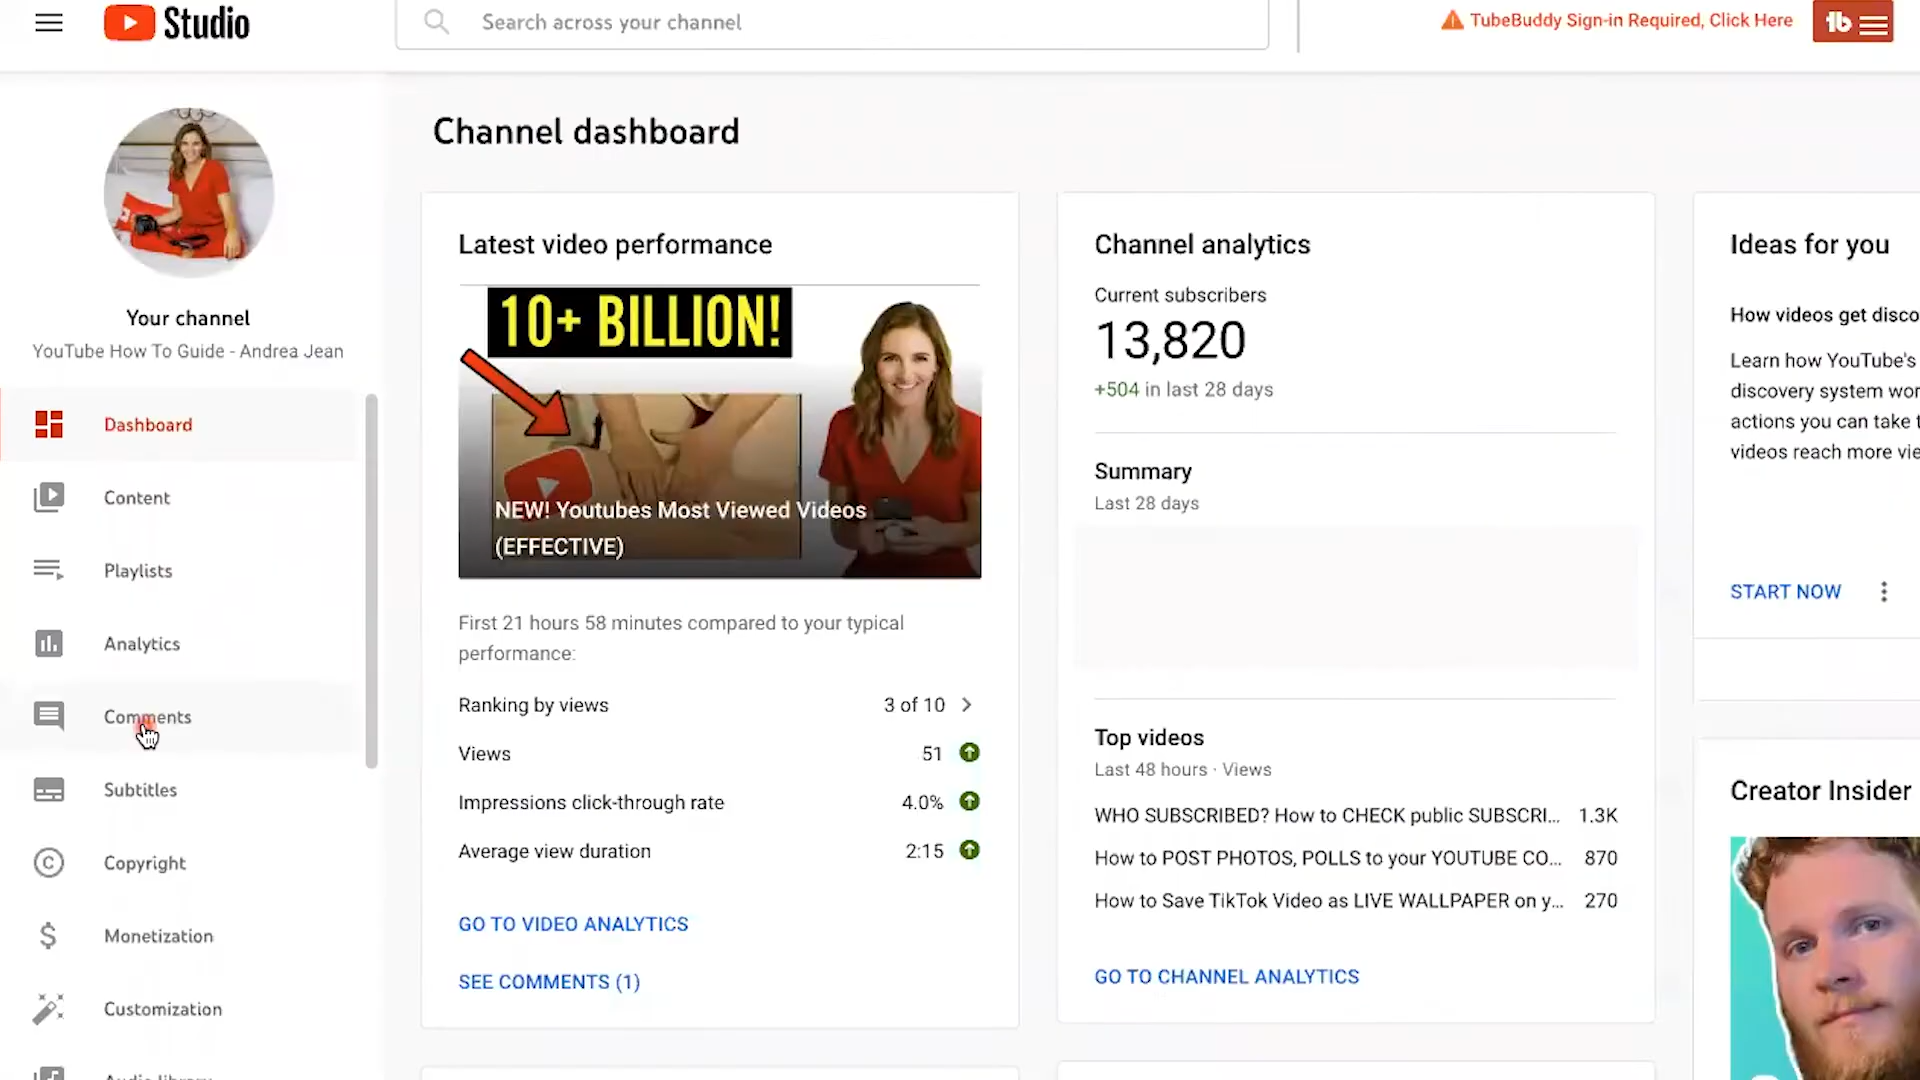 Studio
Search across your channel
TubeBuddy Sign-in Required, Click Here
tb
Your channel
YouTube How To Guide - Andrea Jean
Dashboard
Content
Playlists
Analytics
Comments
Subtitles
Copyright
Monetization
Customization
Audio library
Channel dashboard
Latest video performance
10+ BILLION!
NEW! Youtubes Most Viewed Videos
(EFFECTIVE)
First 21 hours 58 minutes compared to your typical
performance:
Ranking by views 3 of 10
Views 51
Impressions click-through rate 4.0%
Average view duration 2:15
GO TO VIDEO ANALYTICS
SEE COMMENTS (1)
Channel analytics
Current subscribers
13,820
+504 in last 28 days
Summary
Last 28 days
Top videos
Last 48 hours · Views
WHO SUBSCRIBED? How to CHECK public SUBSCRI... 1.3K
How to POST PHOTOS, POLLS to your YOUTUBE CO... 870
How to Save TikTok Video as LIVE WALLPAPER on y... 270
GO TO CHANNEL ANALYTICS
Ideas for you
How videos get disco
Learn how YouTube's
discovery system wor
actions you can take t
videos reach more vie
START NOW
Creator Insider